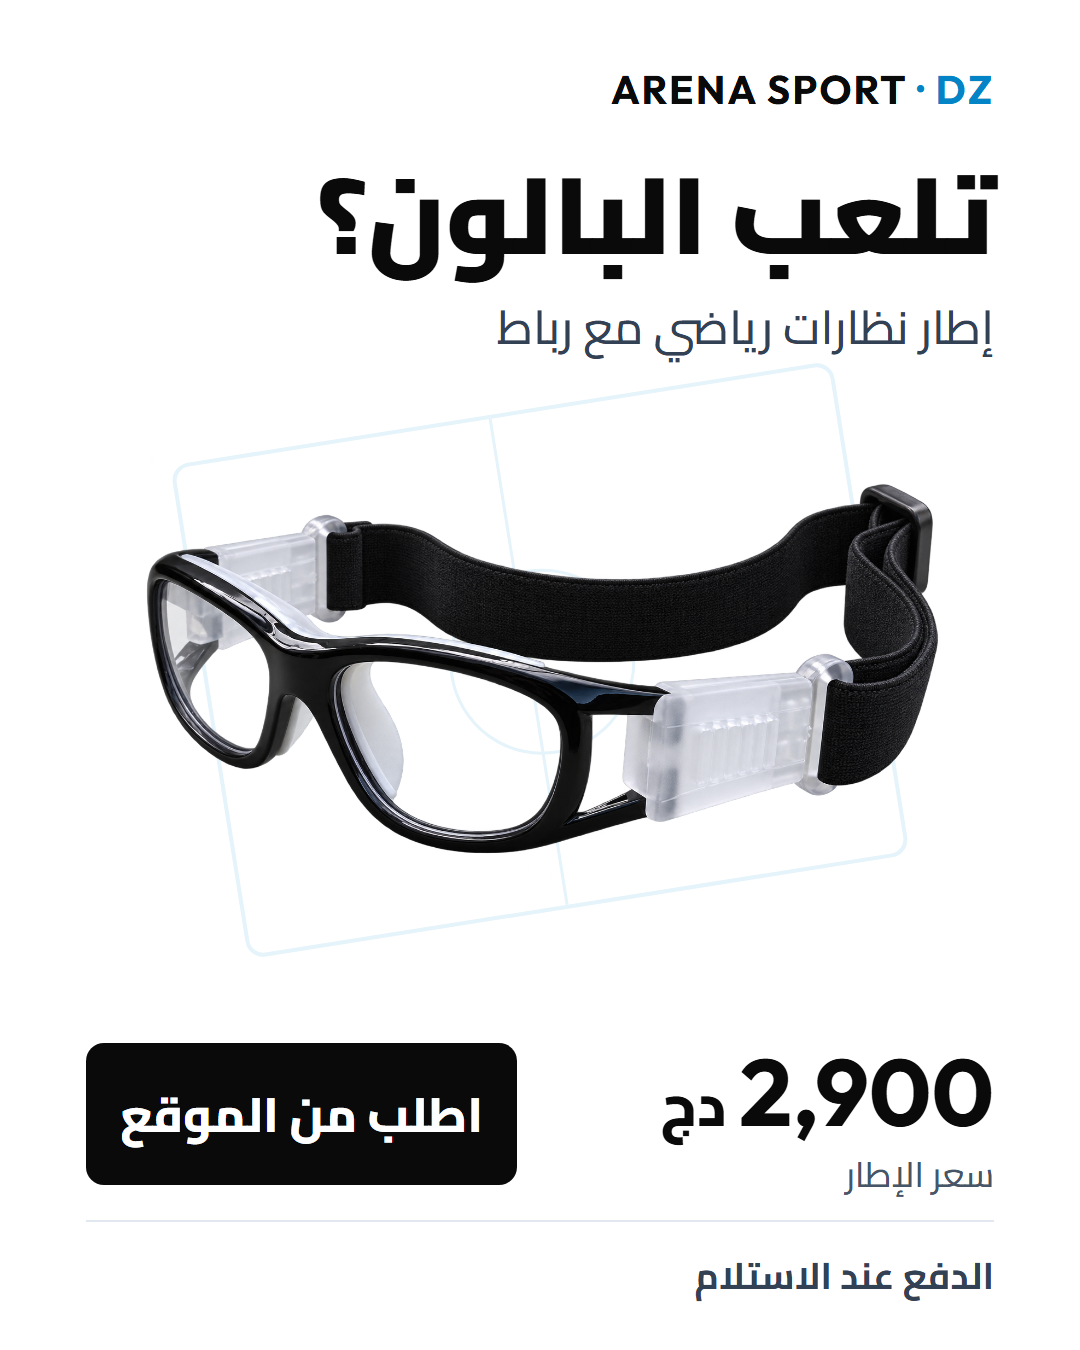 ARENA SPORT · DZ
تلعب البالون؟
إطار نظارات رياضي مع رباط
2,900 دج
سعر الإطار
اطلب من الموقع
الدفع عند الاستلام